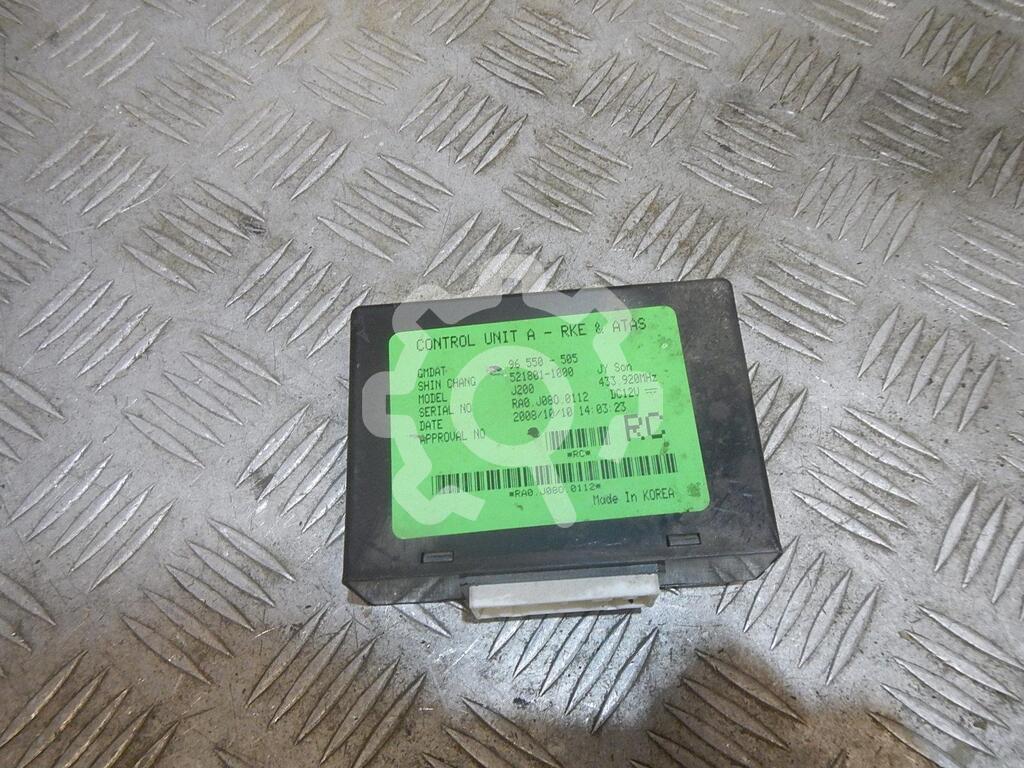 CONTROL UNIT A - RKE & ATAS
GMDAT 96 550 - 505 JY Son
SHIN CHANG 521801-1000 433.920MHz
MODEL J200 DC12V
SERIAL NO RA0.J080.0112
DATE 2008/10/10 14:03:23
APPROVAL NO RC
*RC*
*RA0.J080.0112*
Made In KOREA